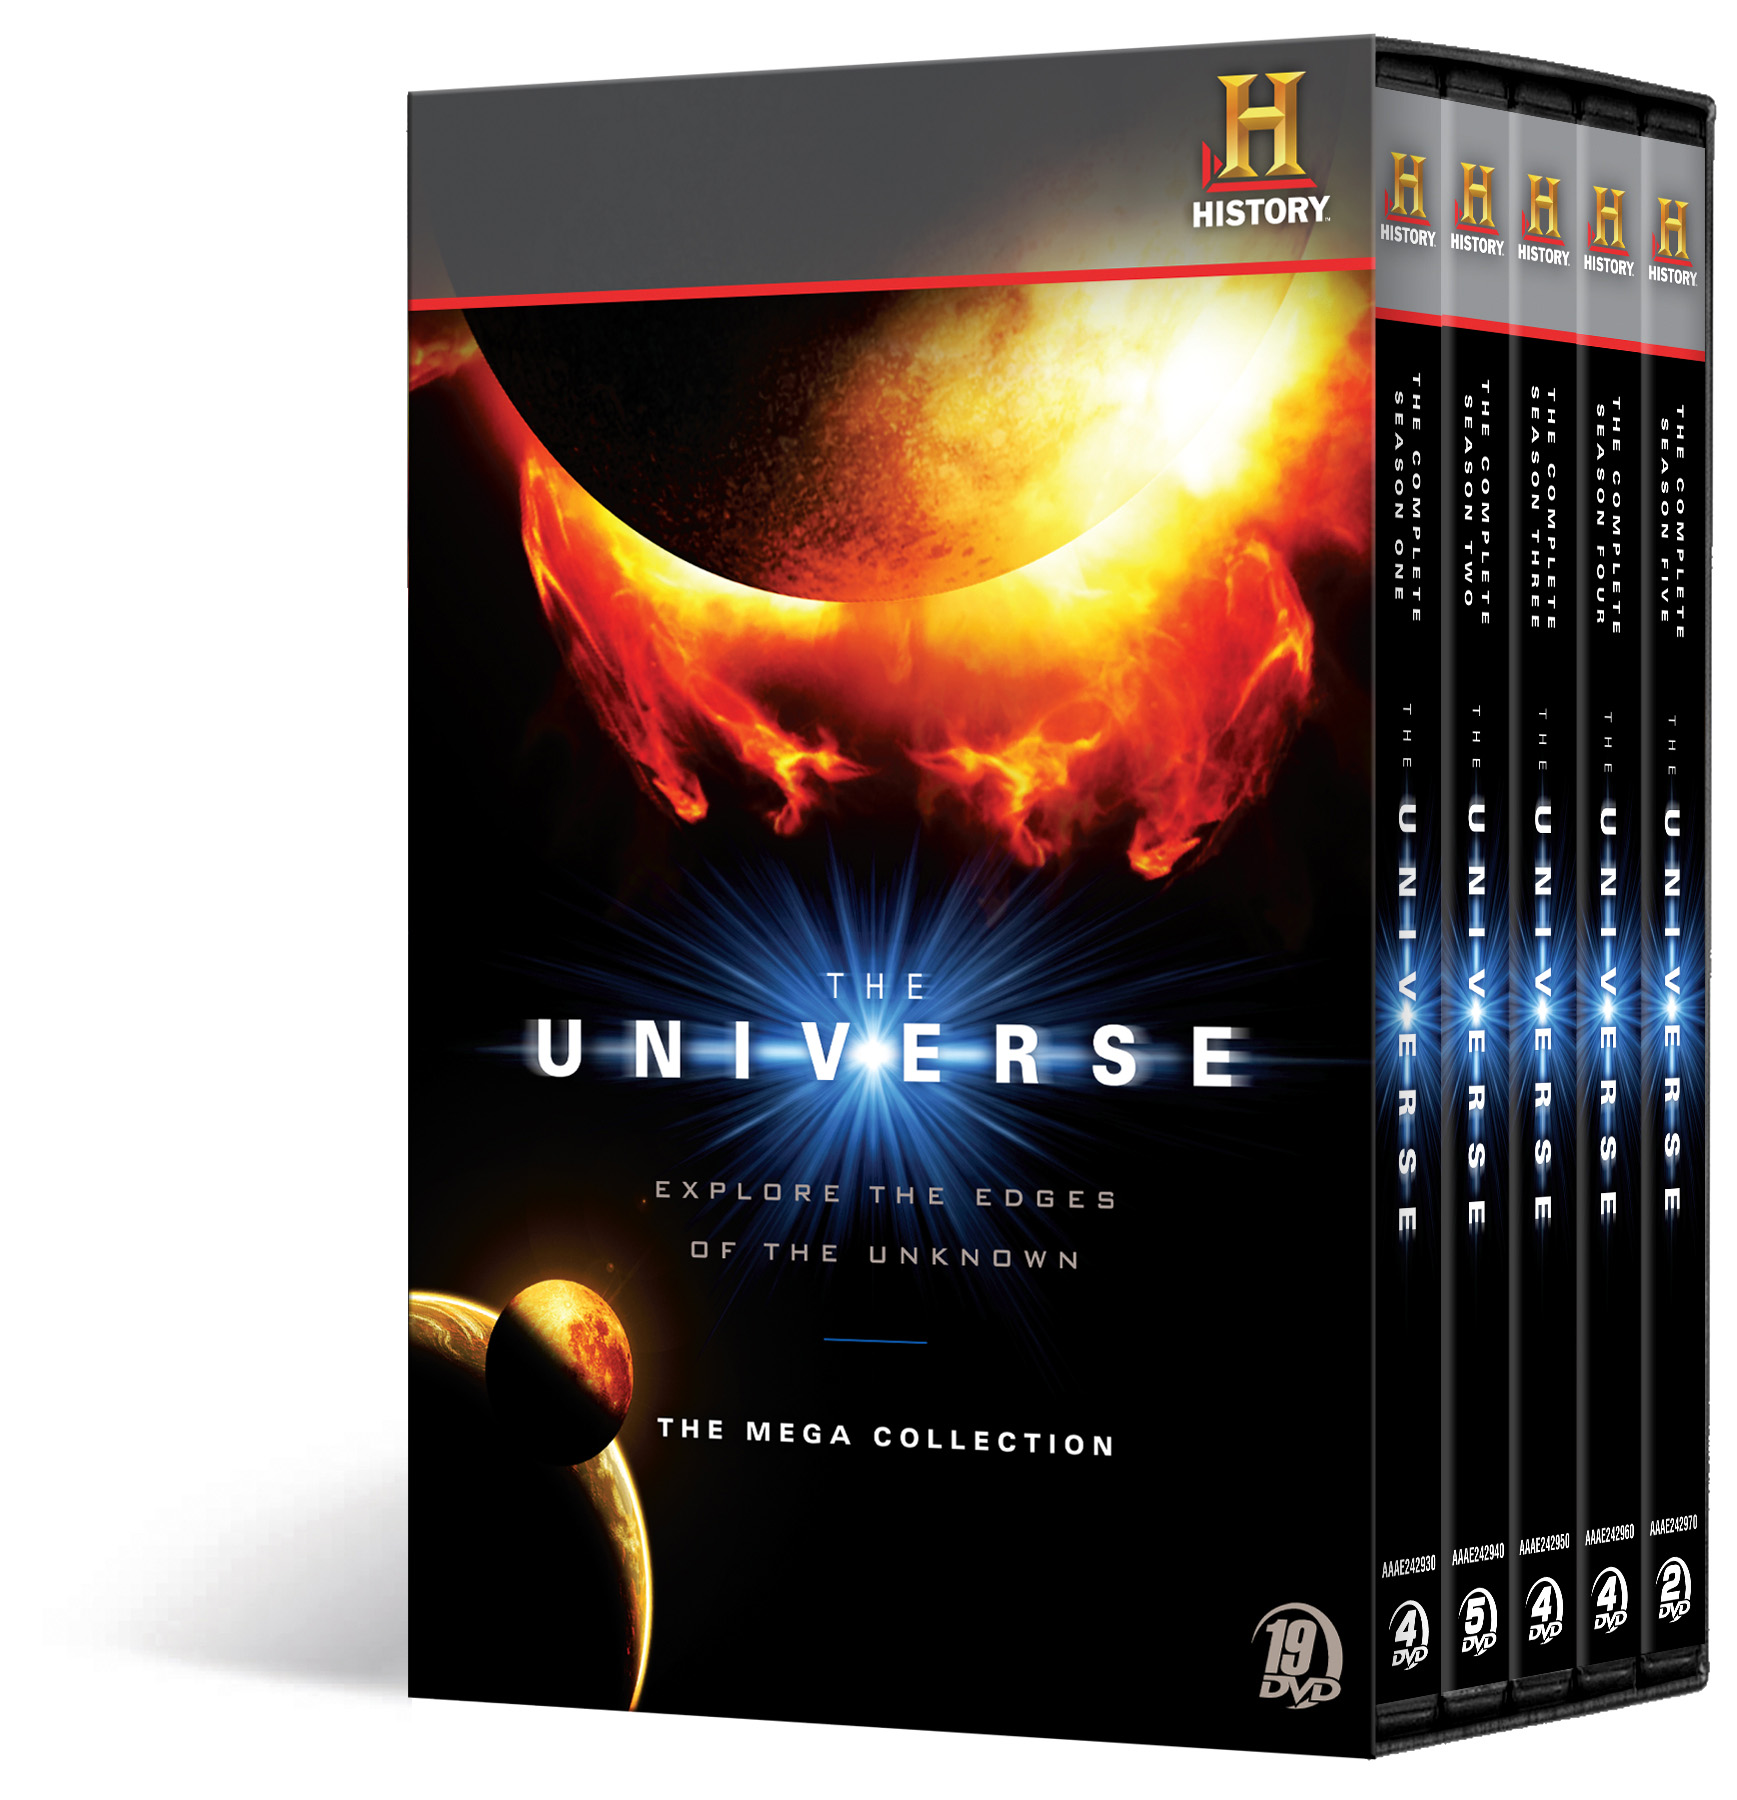 H
HISTORY
THE
UNIVERSE
EXPLORE THE EDGES
OF THE UNKNOWN
THE MEGA COLLECTION
19
DVD
H
HISTORY
THE COMPLETE
SEASON ONE
THE UNIVERSE
AAAE242930
4
DVD
H
HISTORY
THE COMPLETE
SEASON TWO
THE UNIVERSE
AAAE242940
5
DVD
H
HISTORY
THE COMPLETE
SEASON THREE
THE UNIVERSE
AAAE242950
4
DVD
H
HISTORY
THE COMPLETE
SEASON FOUR
THE UNIVERSE
AAAE242960
4
DVD
H
HISTORY
THE COMPLETE
SEASON FIVE
THE UNIVERSE
AAAE242970
2
DVD